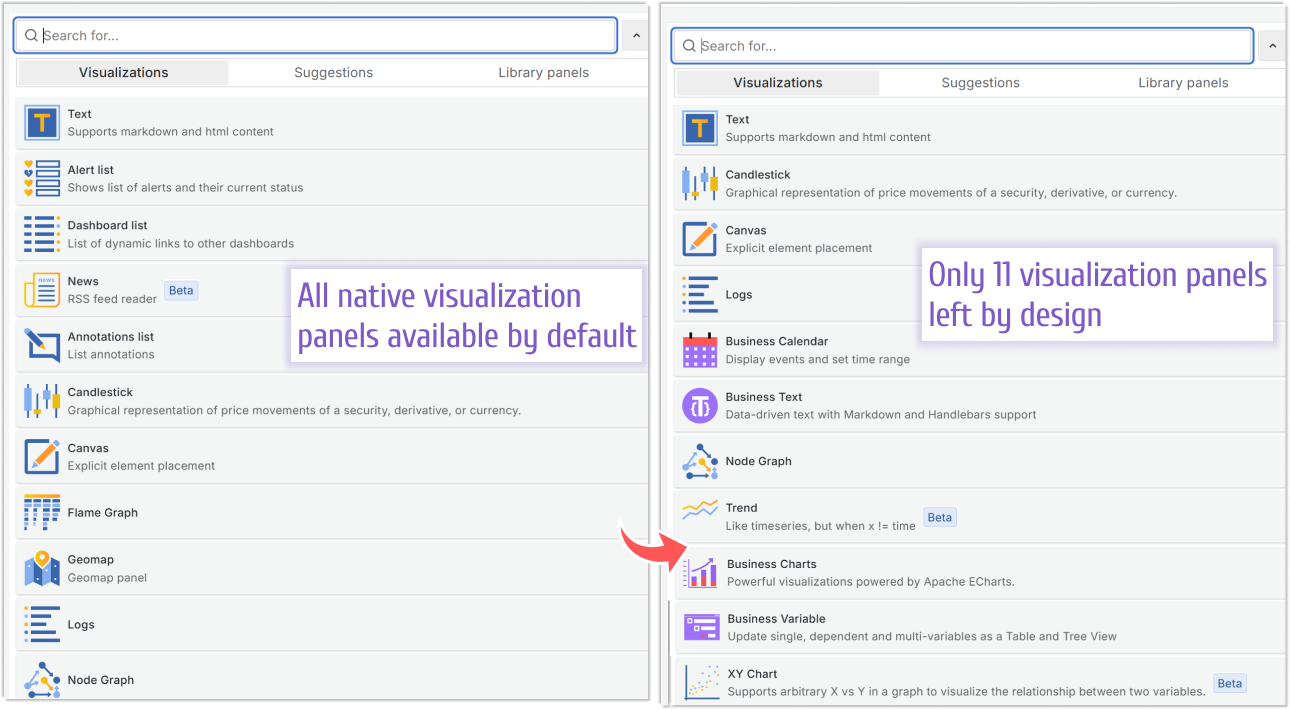 Search for...
Visualizations Suggestions Library panels
Text
Supports markdown and html content
Alert list
Shows list of alerts and their current status
Dashboard list
List of dynamic links to other dashboards
news
News
RSS feed reader
Beta
Annotations list
List annotations
Candlestick
Graphical representation of price movements of a security, derivative, or currency.
Canvas
Explicit element placement
Flame Graph
Geomap
Geomap panel
Logs
Node Graph
All native visualization
panels available by default
Search for...
Visualizations Suggestions Library panels
Text
Supports markdown and html content
Candlestick
Graphical representation of price movements of a security, derivative, or currency.
Canvas
Explicit element placement
Logs
Business Calendar
Display events and set time range
Business Text
Data-driven text with Markdown and Handlebars support
Node Graph
Trend
Like timeseries, but when x != time
Beta
Business Charts
Powerful visualizations powered by Apache ECharts.
Business Variable
Update single, dependent and multi-variables as a Table and Tree View
XY Chart
Supports arbitrary X vs Y in a graph to visualize the relationship between two variables.
Beta
Only 11 visualization panels
left by design